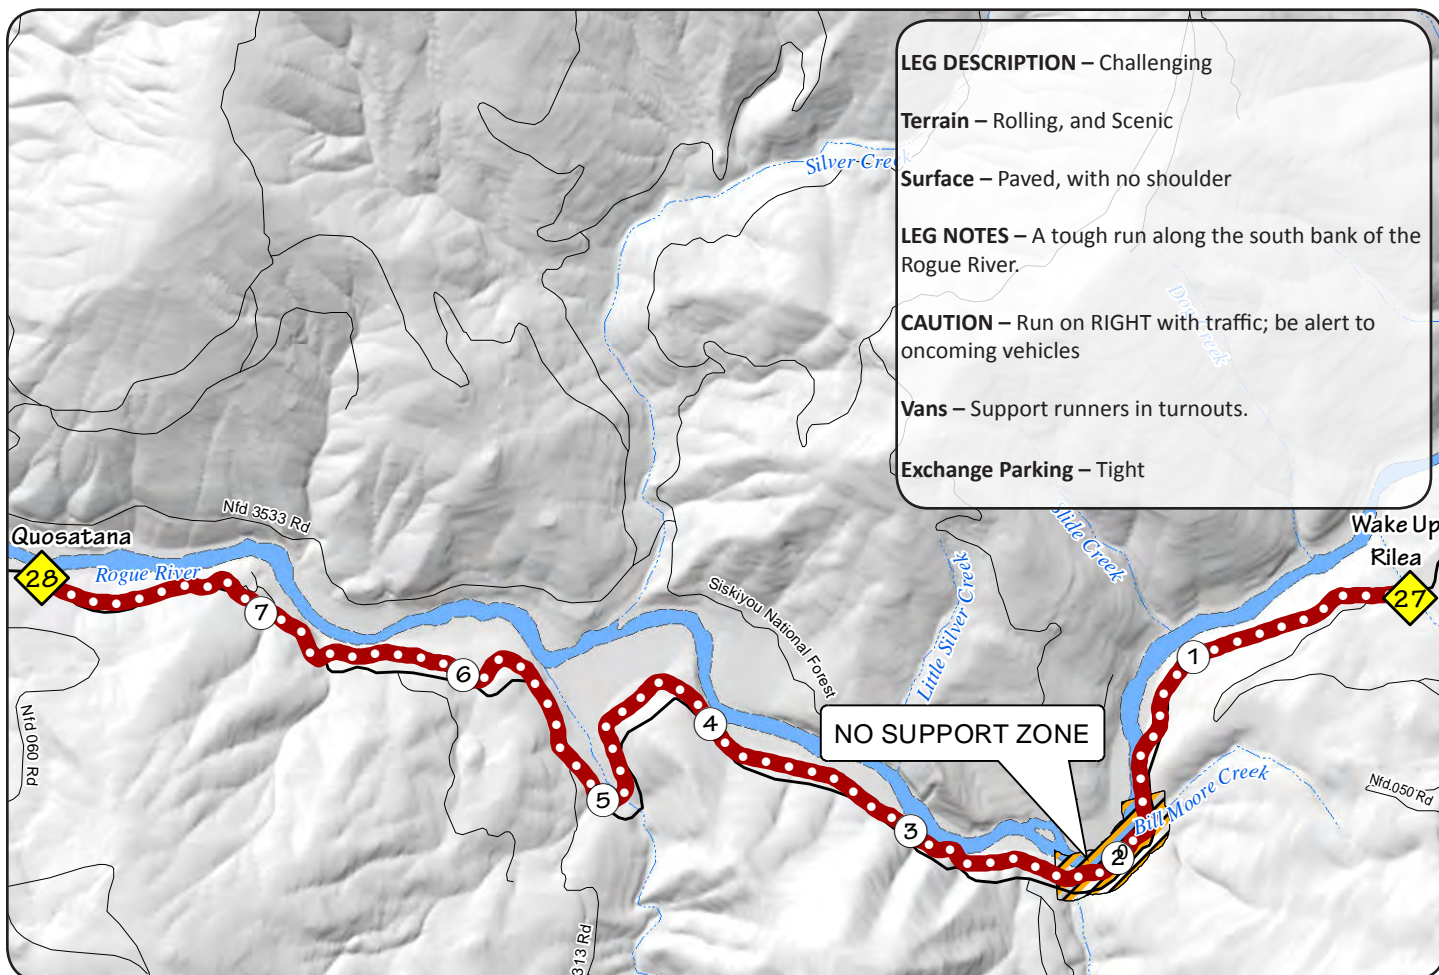 LEG DESCRIPTION – Challenging
Terrain – Rolling, and Scenic
Surface – Paved, with no shoulder
LEG NOTES – A tough run along the south bank of the
Rogue River.
CAUTION – Run on RIGHT with traffic; be alert to
oncoming vehicles
Vans – Support runners in turnouts.
Exchange Parking – Tight
Silver Creek
Dog Creek
Slide Creek
Little Silver Creek
Wake Up
Rilea
27
Quosatana
28
Nfd 3533 Rd
Rogue River
Siskiyou National Forest
NO SUPPORT ZONE
Bill Moore Creek
Nfd 050 Rd
Nfd 060 Rd
313 Rd
1
2
3
4
5
6
7